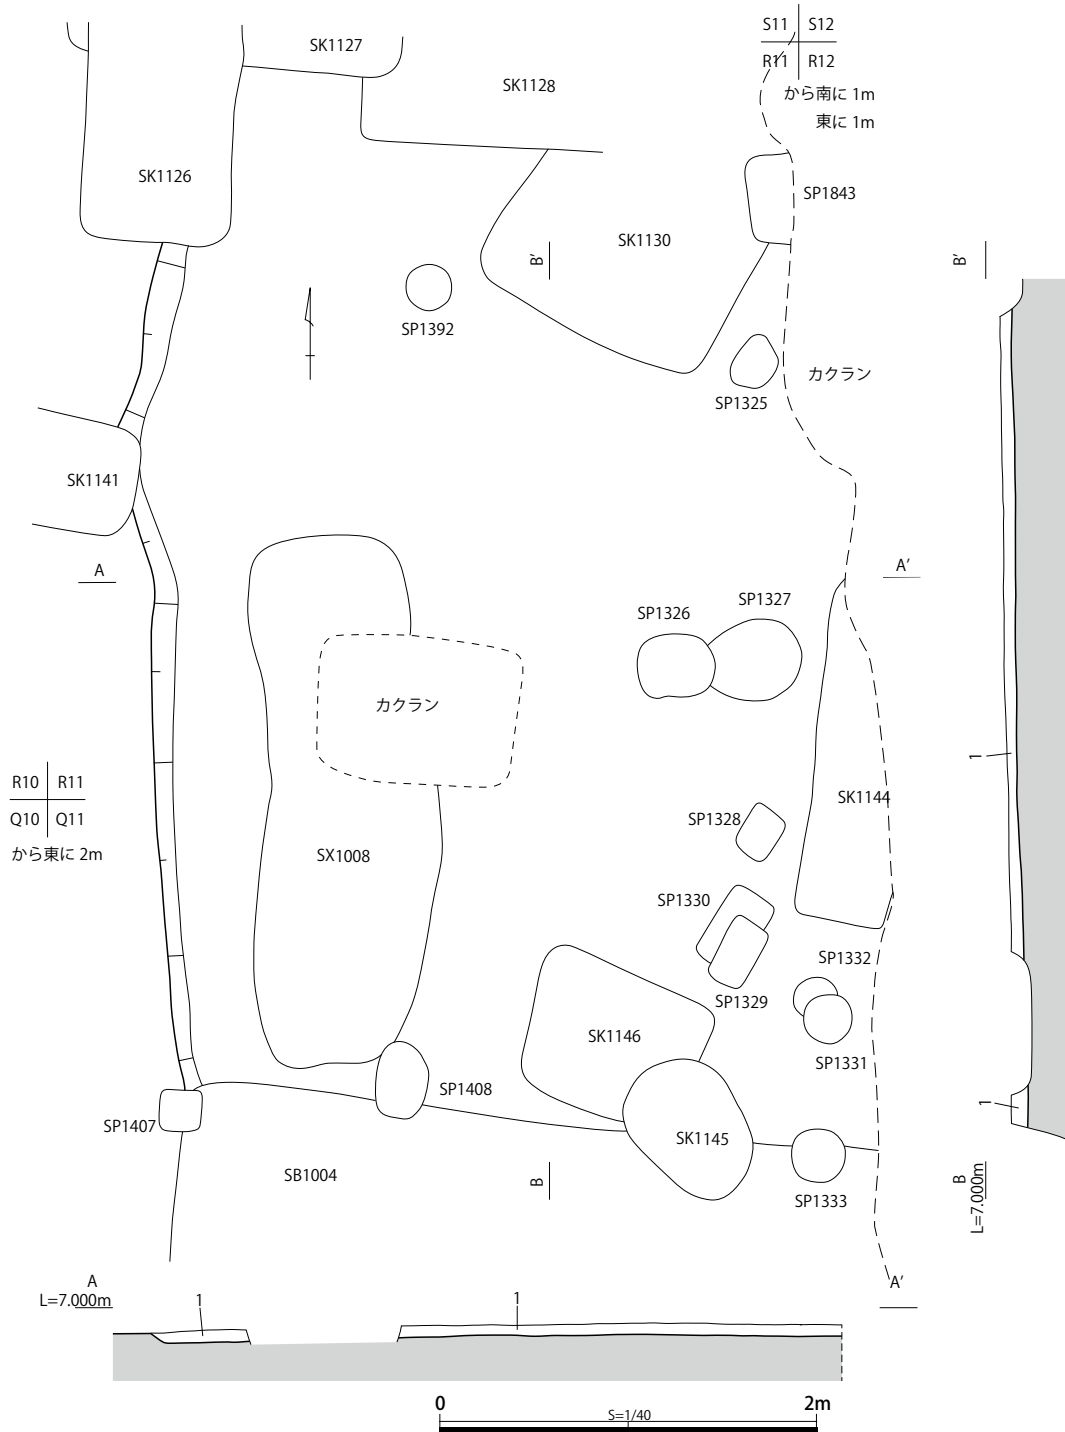 S11 S12
R11 R12
から南に 1m
東に 1m
SK1127
SK1128
SK1126
SP1843
SK1130
B′
B′
SP1392
カクラン
SP1325
SK1141
A
A′
SP1326
SP1327
カクラン
1
R10 R11
Q10 Q11
から東に 2m
SK1144
SP1328
SX1008
SP1330
SP1332
SP1329
SK1146
SP1331
SP1408
1
SP1407
SK1145
SB1004
B
B
L=7.000m
SP1333
A
L=7.000m
A′
1
1
0
2m
S=1/40